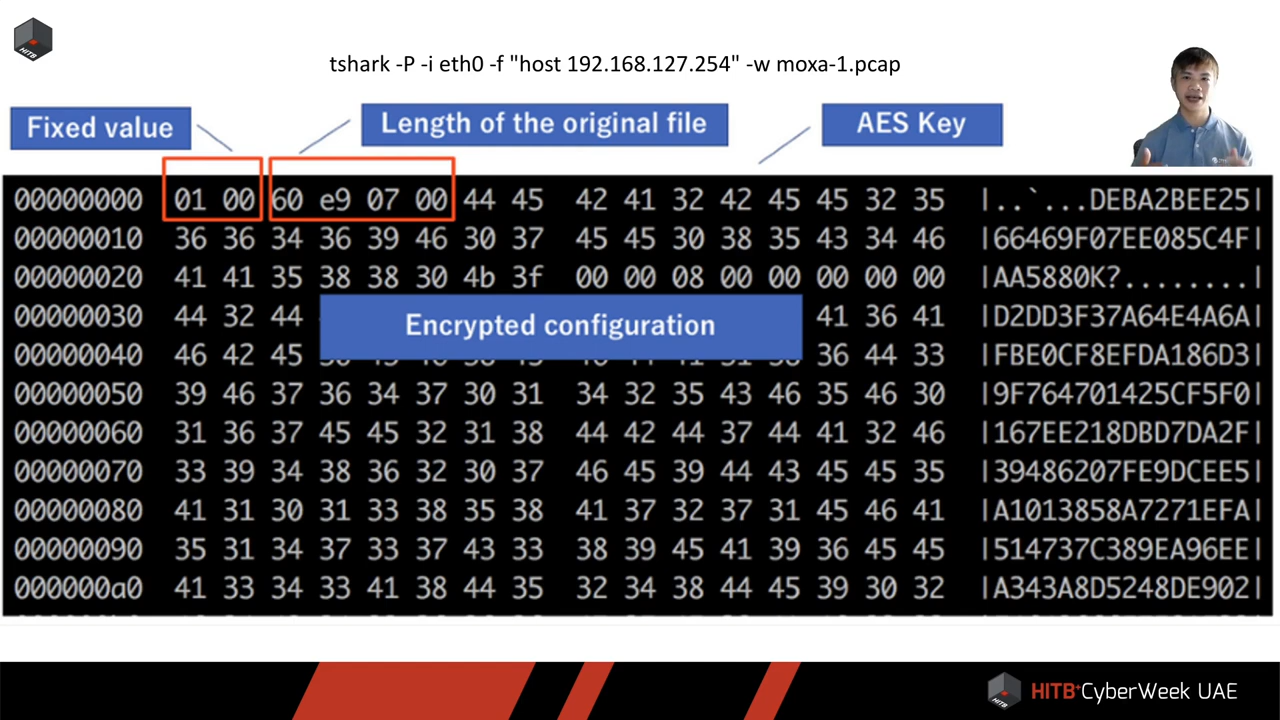 HITB
tshark -P -i eth0 -f "host 192.168.127.254" -w moxa-1.pcap
Fixed value
Length of the original file
AES Key
00000000 01 00 60 e9 07 00 44 45 42 41 32 42 45 45 32 35 |..`...DEBA2BEE25|
00000010 36 36 34 36 39 46 30 37 45 45 30 38 35 43 34 46 |66469F07EE085C4F|
00000020 41 41 35 38 38 30 4b 3f 00 00 08 00 00 00 00 00 |AA5880K?........|
00000030 44 32 44 41 36 41 |D2DD3F37A64E4A6A|
Encrypted configuration
00000040 46 42 45 36 44 33 |FBE0CF8EFDA186D3|
00000050 39 46 37 36 34 37 30 31 34 32 35 43 46 35 46 30 |9F764701425CF5F0|
00000060 31 36 37 45 45 32 31 38 44 42 44 37 44 41 32 46 |167EE218DBD7DA2F|
00000070 33 39 34 38 36 32 30 37 46 45 39 44 43 45 45 35 |39486207FE9DCEE5|
00000080 41 31 30 31 33 38 35 38 41 37 32 37 31 45 46 41 |A1013858A7271EFA|
00000090 35 31 34 37 33 37 43 33 38 39 45 41 39 36 45 45 |514737C389EA96EE|
000000a0 41 33 34 33 41 38 44 35 32 34 38 44 45 39 30 32 |A343A8D5248DE902|
HITB HITB+ CyberWeek UAE